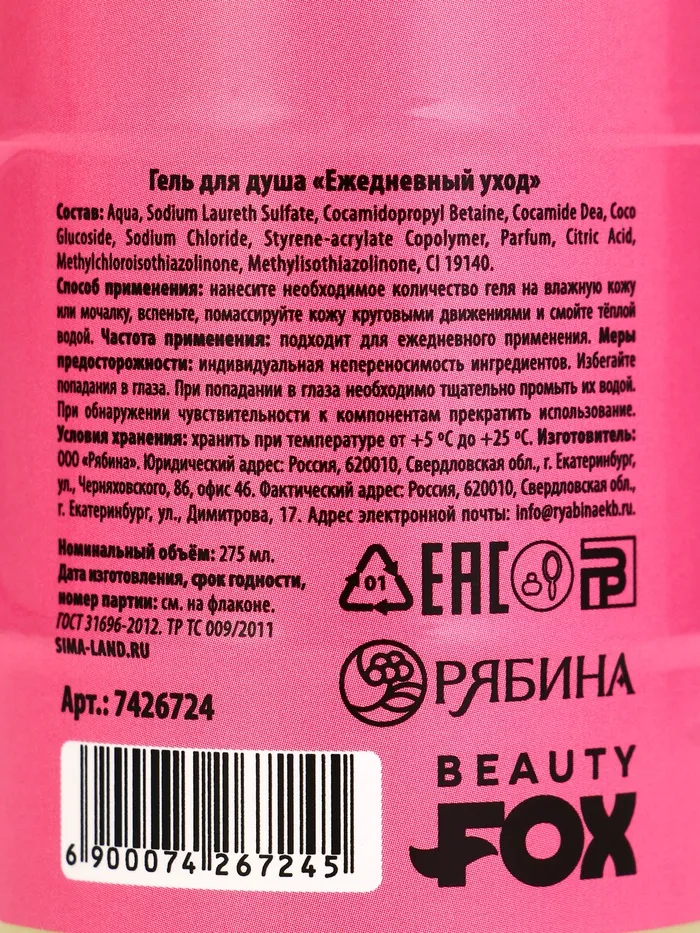 Гель для душа «Ежедневный уход»
Состав: Aqua, Sodium Laureth Sulfate, Cocamidopropyl Betaine, Cocamide Dea, Coco
Glucoside, Sodium Chloride, Styrene-acrylate Copolymer, Parfum, Citric Acid,
Methylchloroisothiazolinone, Methylisothiazolinone, CI 19140.
Способ применения: нанесите необходимое количество геля на влажную кожу
или мочалку, вспеньте, помассируйте кожу круговыми движениями и смойте тёплой
водой. Частота применения: подходит для ежедневного применения. Меры
предосторожности: индивидуальная непереносимость ингредиентов. Избегайте
попадания в глаза. При попадании в глаза необходимо тщательно промыть их водой.
При обнаружении чувствительности к компонентам прекратить использование.
Условия хранения: хранить при температуре от +5 ºС до +25 ºС. Изготовитель:
ООО «Рябина». Юридический адрес: Россия, 620010, Свердловская обл., г. Екатеринбург,
ул., Черняховского, 86, офис 46. Фактический адрес: Россия, 620010, Свердловская обл.,
г. Екатеринбург, ул., Димитрова, 17. Адрес электронной почты: info@ryabinaekb.ru.
Номинальный объём: 275 мл.
Дата изготовления, срок годности,
номер партии: см. на флаконе.
ГОСТ 31696-2012. ТР ТС 009/2011
SIMA-LAND.RU
01
EAC
РЯБИНА
Арт.: 7426724
BEAUTY
FOX
6 900074 267245